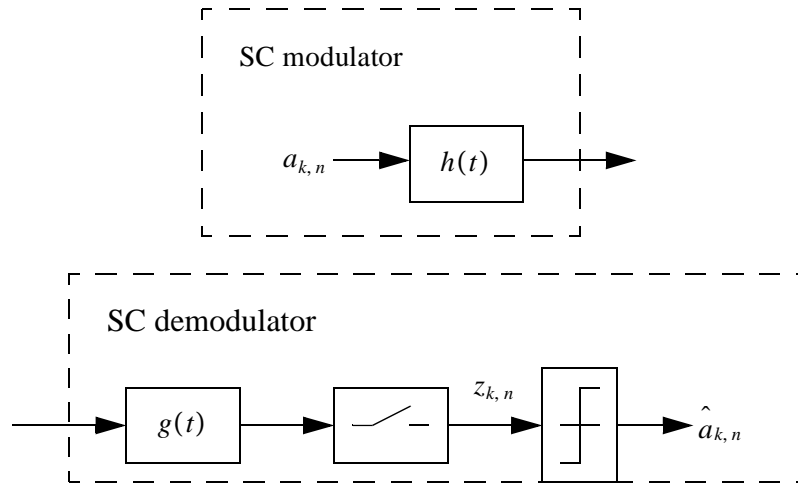 SC modulator
a_{k, n}
h(t)
SC demodulator
g(t)
z_{k, n}
â_{k, n}